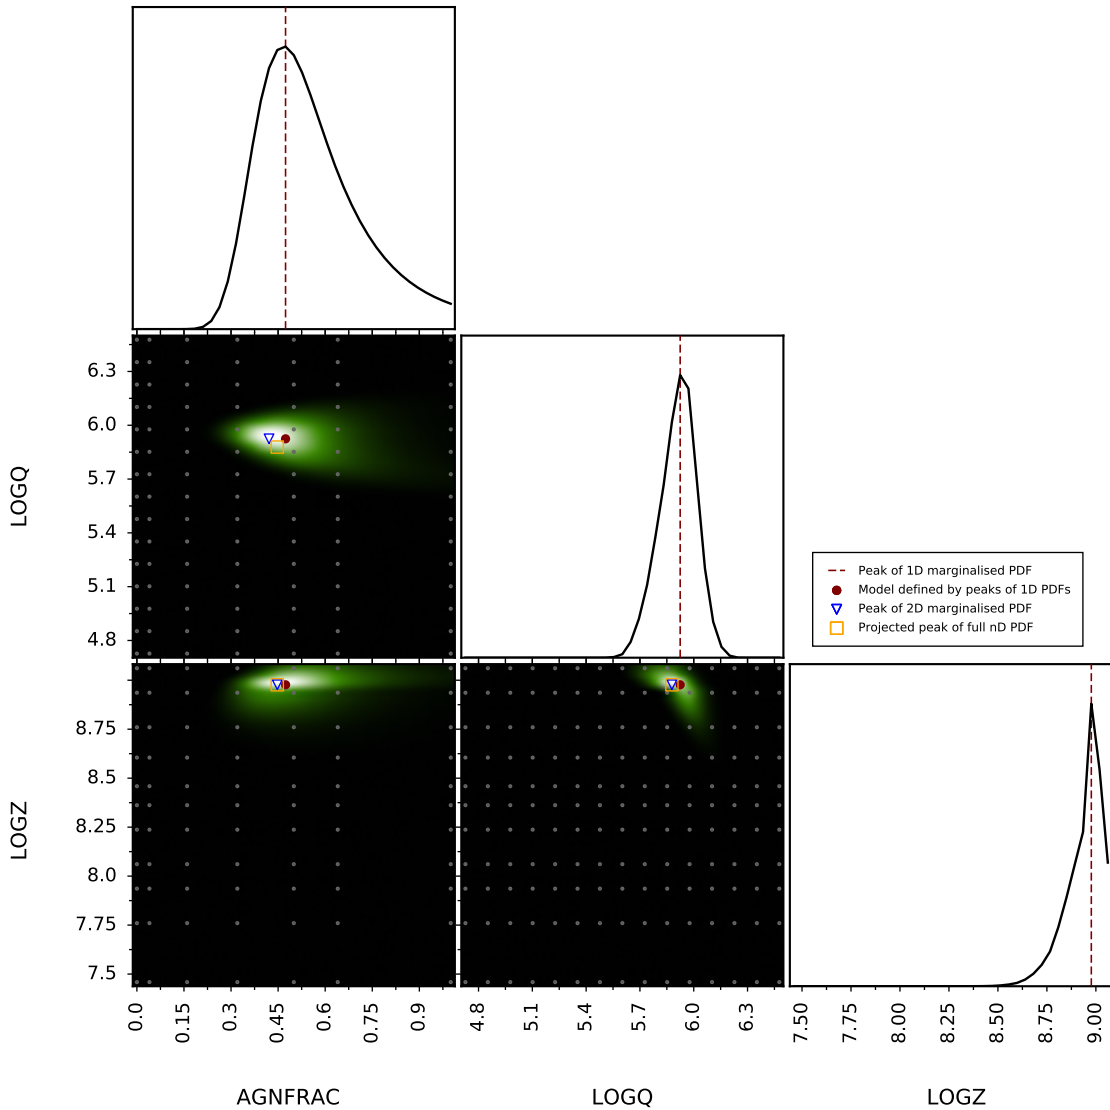 LOGQ
6.3
6.0
5.7
5.4
5.1
4.8
Peak of 1D marginalised PDF
Model defined by peaks of 1D PDFs
Peak of 2D marginalised PDF
Projected peak of full nD PDF
LOGZ
8.75
8.5
8.25
8.0
7.75
7.5
0.0 0.15 0.3 0.45 0.6 0.75 0.9
4.8 5.1 5.4 5.7 6.0 6.3
7.50 7.75 8.00 8.25 8.50 8.75 9.00
AGNFRAC LOGQ LOGZ